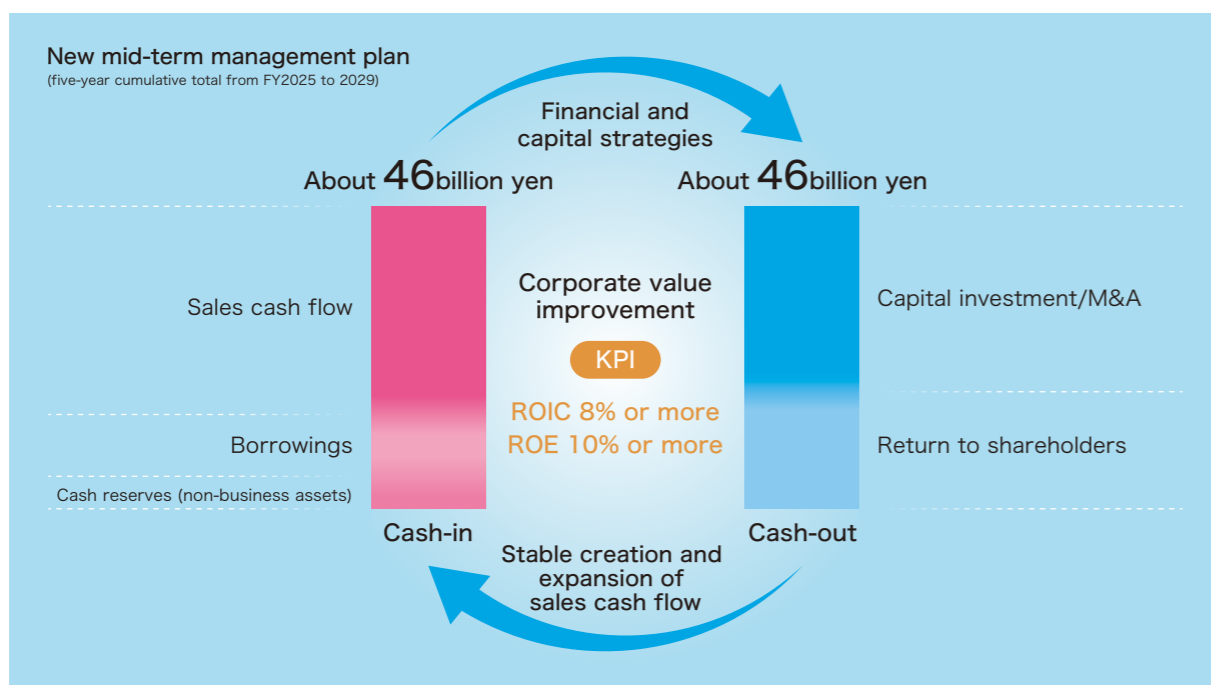 New mid-term management plan
(five-year cumulative total from FY2025 to 2029)
Financial and
capital strategies
About 46billion yen
About 46billion yen
Sales cash flow
Borrowings
Cash reserves (non-business assets)
Corporate value
improvement
KPI
ROIC 8% or more
ROE 10% or more
Capital investment/M&A
Return to shareholders
Cash-in
Cash-out
Stable creation and
expansion of
sales cash flow